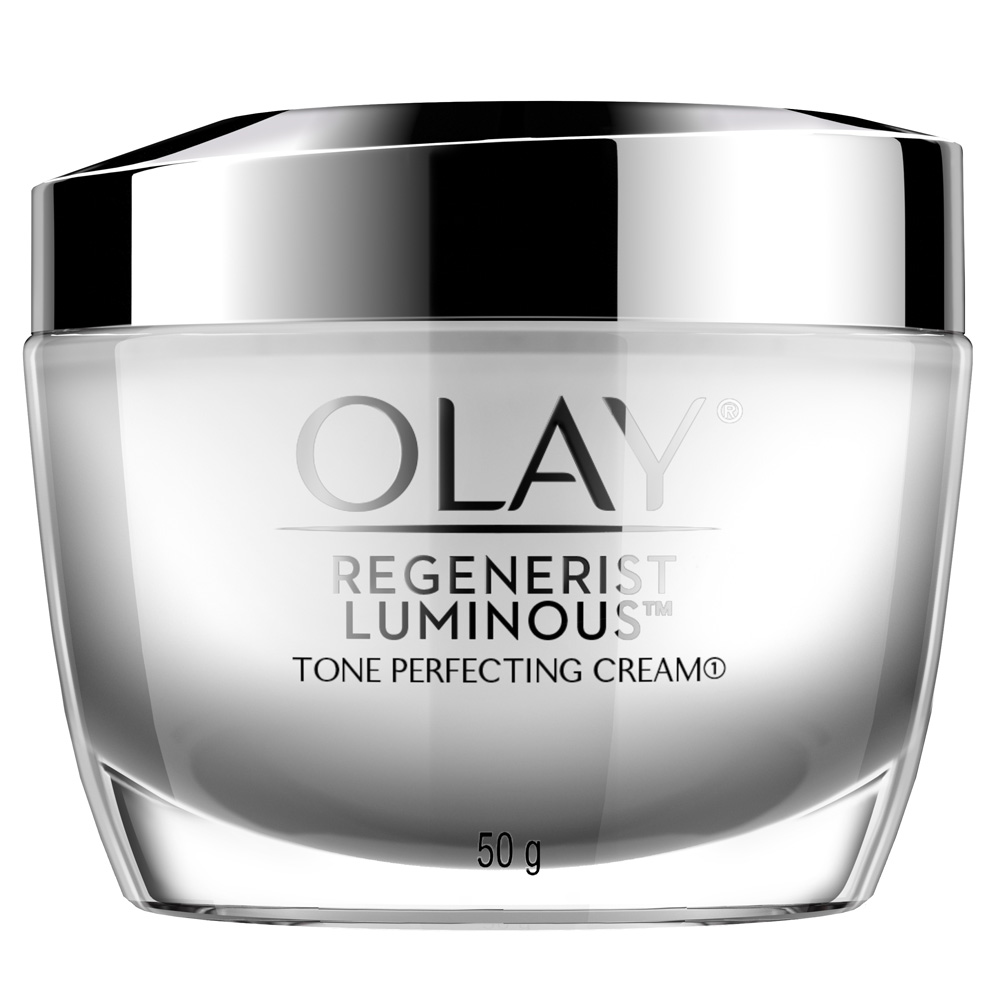 OLAY®
REGENERIST
LUMINOUS™
TONE PERFECTING CREAM①
50 g